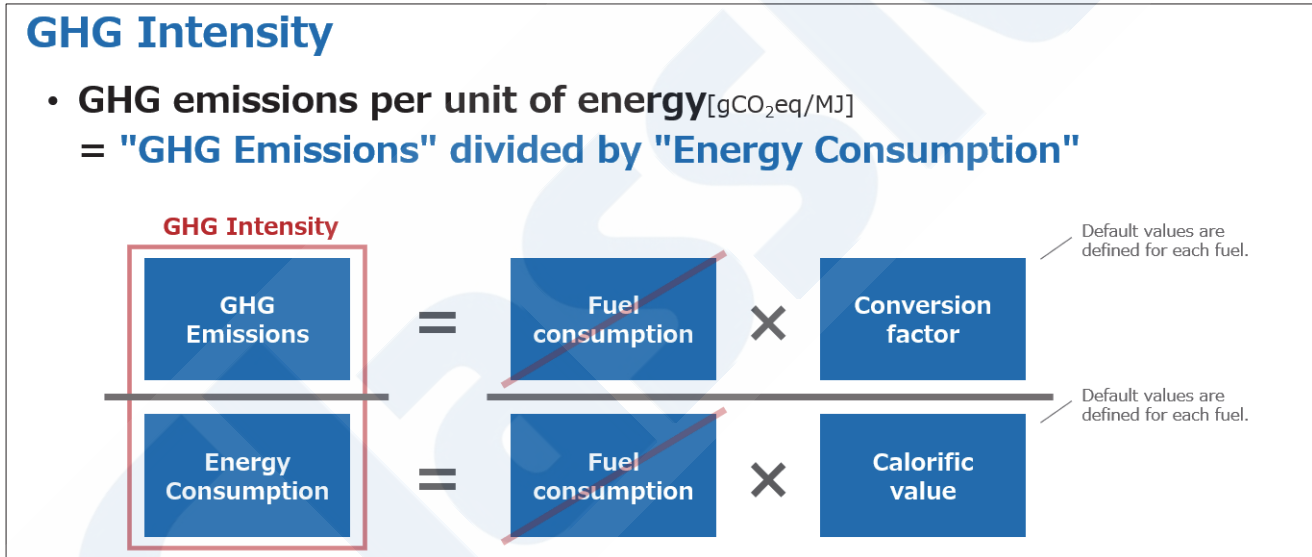 GHG Intensity
• GHG emissions per unit of energy[gCO₂eq/MJ]
= "GHG Emissions" divided by "Energy Consumption"
GHG Intensity
Default values are
defined for each fuel.
GHG
Emissions
=
Fuel
consumption
×
Conversion
factor
Default values are
defined for each fuel.
Energy
Consumption
=
Fuel
consumption
×
Calorific
value